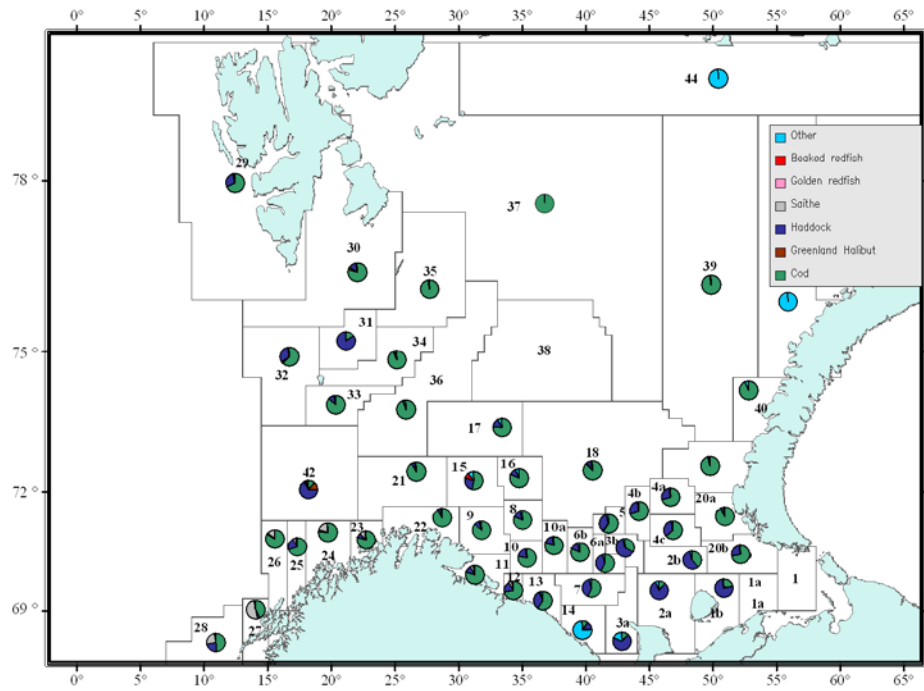 0° 5° 10° 15° 20° 25° 30° 35° 40° 45° 50° 55° 60° 65°
44
Other
Beaked redfish
Golden redfish
Saithe
Haddock
Greenland Halibut
Cod
29
78°
37
30
35
39
31
34
75°
32
36
38
33
40
17
42
21
15
16
18
72°
4b
4a
20a
9
8
5
26
25
24
23
22
10a
6b
6a
3b
4c
10
2b
20b
11
12
13
7
1a
1
69°
14
2a
1b
1a
27
28
3a
0° 5° 10° 15° 20° 25° 30° 35° 40° 45° 50° 55° 60° 65°